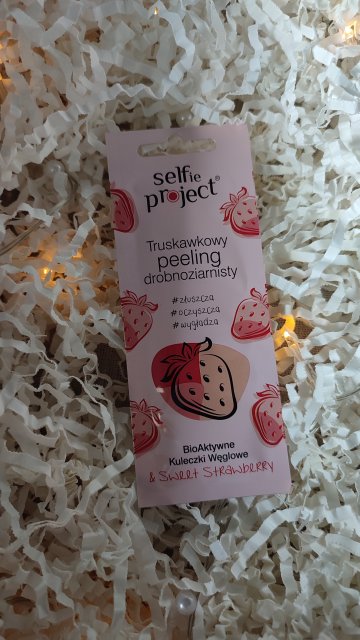 selfie
project®
Truskawkowy
peeling
drobnoziarnisty
#złuszcza
#oczyszcza
#wygładza
BioAktywne
Kuleczki Węglowe
& Sweet Strawberry